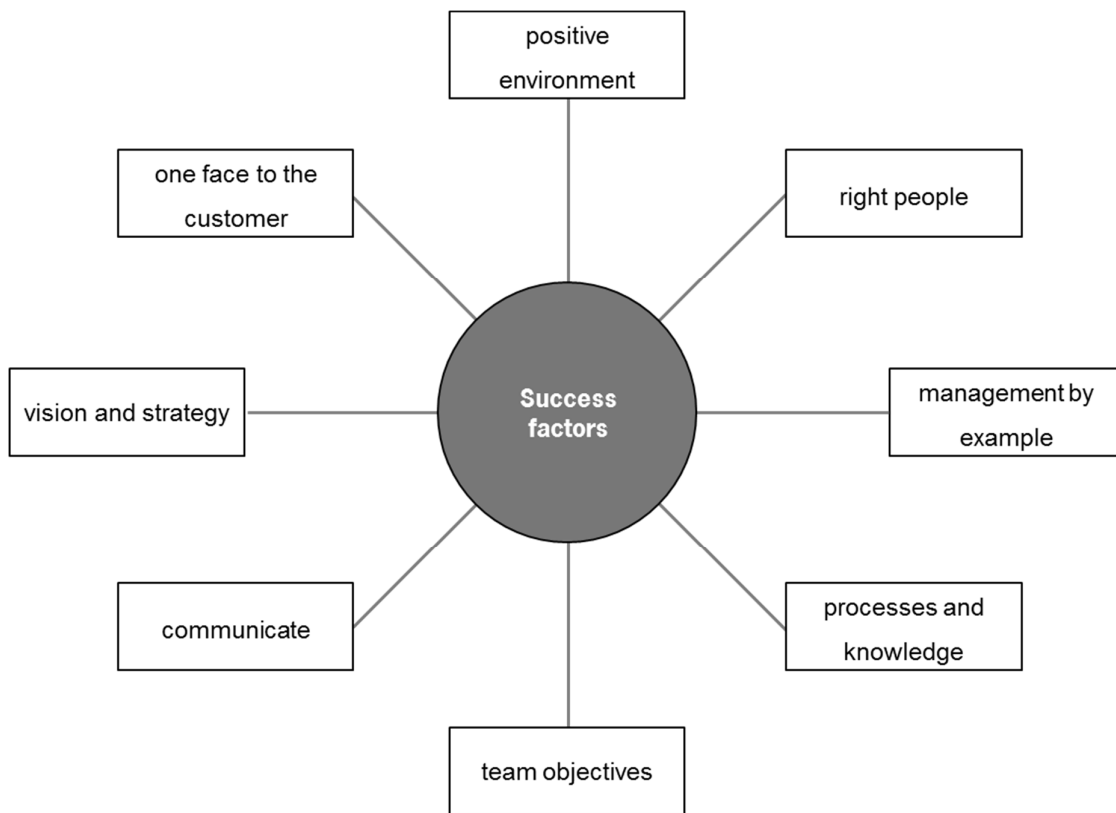 positive
environment
one face to the
customer
right people
vision and strategy
Success
factors
management by
example
communicate
processes and
knowledge
team objectives